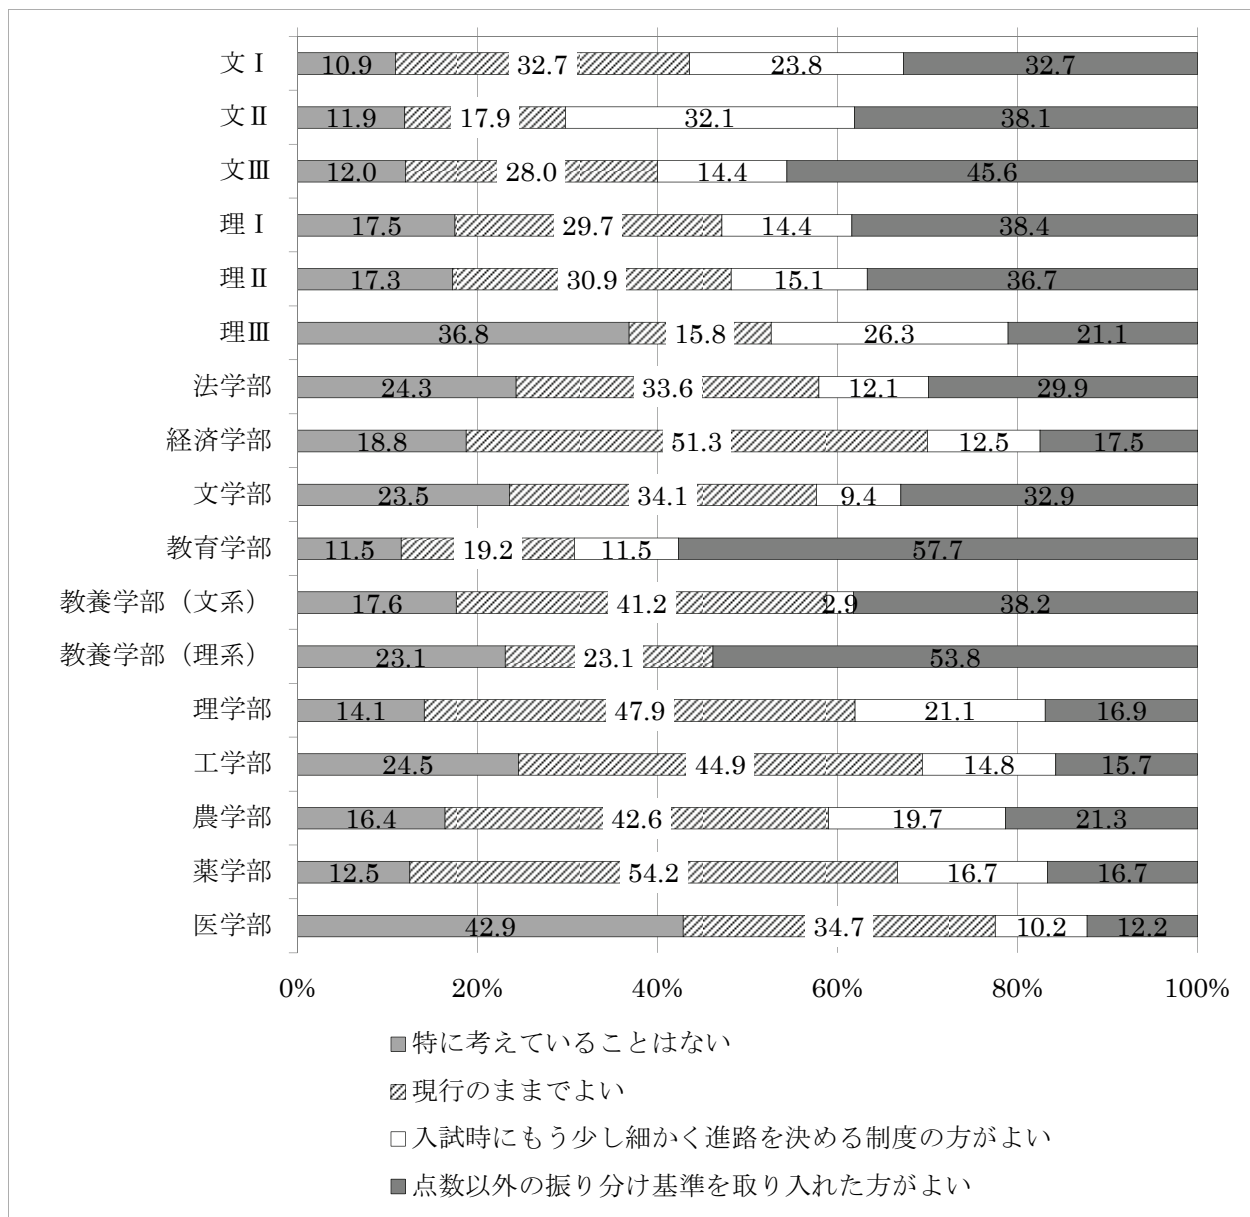 文Ⅰ 10.9 32.7 23.8 32.7
文Ⅱ 11.9 17.9 32.1 38.1
文Ⅲ 12.0 28.0 14.4 45.6
理Ⅰ 17.5 29.7 14.4 38.4
理Ⅱ 17.3 30.9 15.1 36.7
理Ⅲ 36.8 15.8 26.3 21.1
法学部 24.3 33.6 12.1 29.9
経済学部 18.8 51.3 12.5 17.5
文学部 23.5 34.1 9.4 32.9
教育学部 11.5 19.2 11.5 57.7
教養学部（文系） 17.6 41.2 2.9 38.2
教養学部（理系） 23.1 23.1 53.8
理学部 14.1 47.9 21.1 16.9
工学部 24.5 44.9 14.8 15.7
農学部 16.4 42.6 19.7 21.3
薬学部 12.5 54.2 16.7 16.7
医学部 42.9 34.7 10.2 12.2
0% 20% 40% 60% 80% 100%
特に考えていることはない
現行のままでよい
入試時にもう少し細かく進路を決める制度の方がよい
点数以外の振り分け基準を取り入れた方がよい